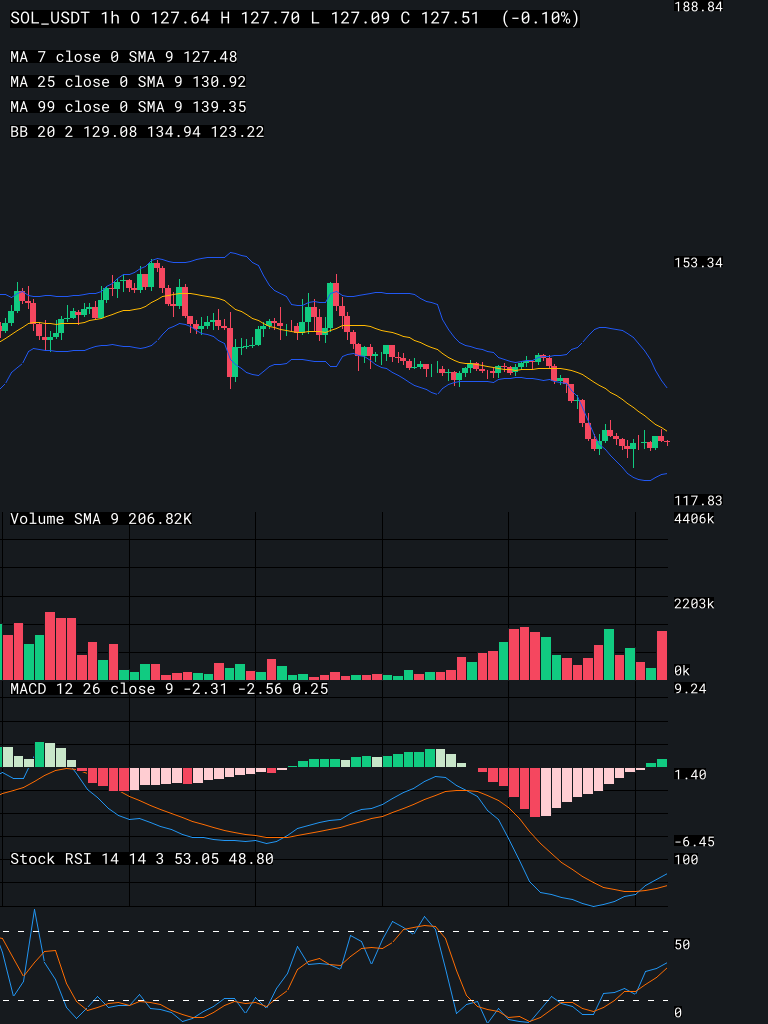 SOL_USDT 1h O 127.64 H 127.70 L 127.09 C 127.51 (-0.10%)
188.84
MA 7 close 0 SMA 9 127.48
MA 25 close 0 SMA 9 130.92
MA 99 close 0 SMA 9 139.35
BB 20 2 129.08 134.94 123.22
153.34
117.83
Volume SMA 9 206.82K
4406k
2203k
0k
MACD 12 26 close 9 -2.31 -2.56 0.25
9.24
1.40
-6.45
Stock RSI 14 14 3 53.05 48.80
100
50
0